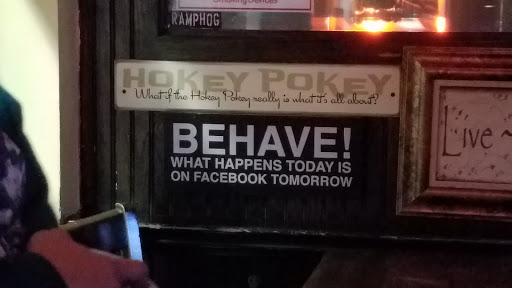 RAMPHOG
HOKEY POKEY
What if the Hokey Pokey really is what it's all about?
BEHAVE!
WHAT HAPPENS TODAY IS
ON FACEBOOK TOMORROW
Live ~